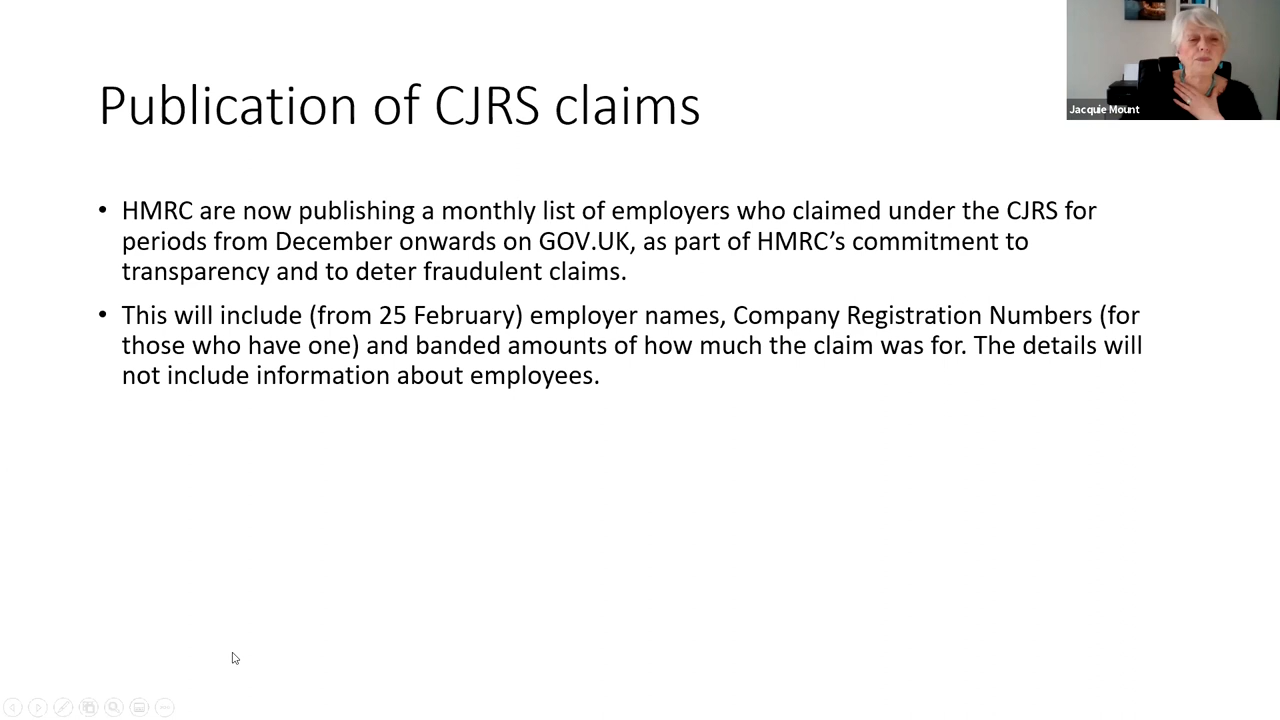 Publication of CJRS claims
Jacquie Mount
• HMRC are now publishing a monthly list of employers who claimed under the CJRS for
periods from December onwards on GOV.UK, as part of HMRC’s commitment to
transparency and to deter fraudulent claims.
• This will include (from 25 February) employer names, Company Registration Numbers (for
those who have one) and banded amounts of how much the claim was for. The details will
not include information about employees.